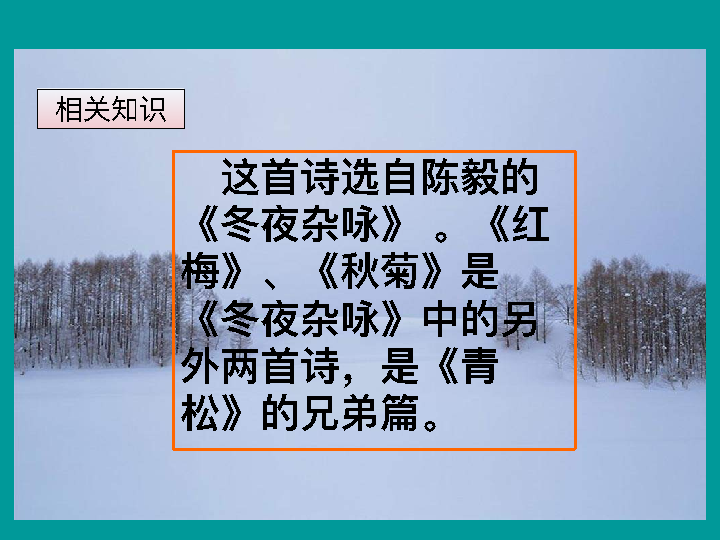 相关知识
这首诗选自陈毅的
《冬夜杂咏》 。《红
梅》、《秋菊》是
《冬夜杂咏》中的另
外两首诗，是《青
松》的兄弟篇。